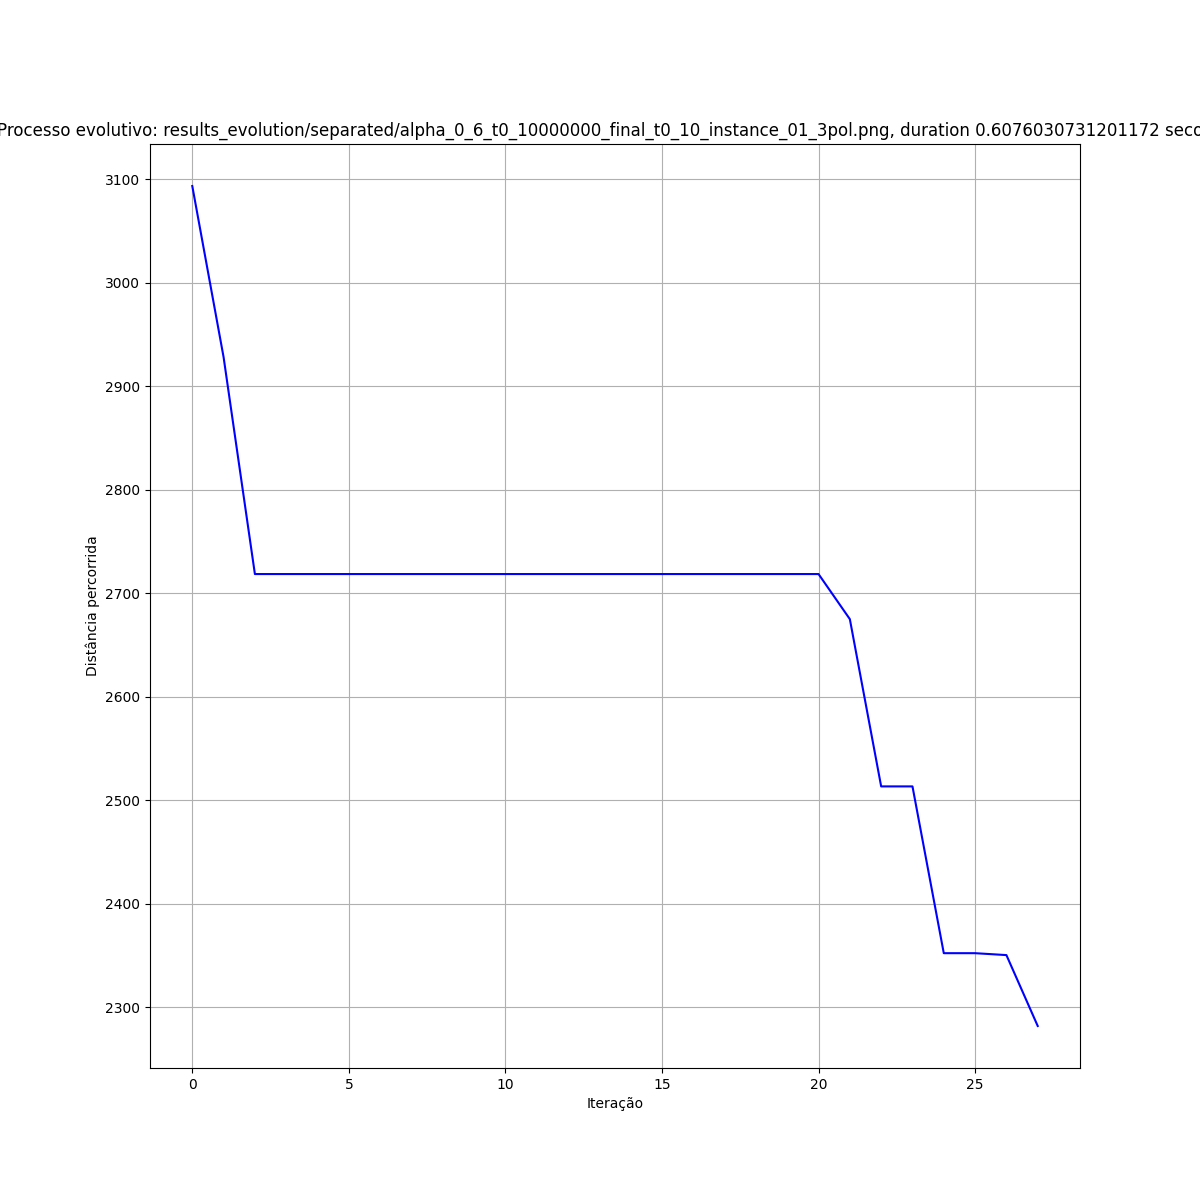 Processo evolutivo: results_evolution/separated/alpha_0_6_t0_10000000_final_t0_10_instance_01_3pol.png, duration 0.6076030731201172 seco
3100
3000
2900
2800
2700
2600
2500
2400
2300
Distância percorrida
0 5 10 15 20 25
Iteração